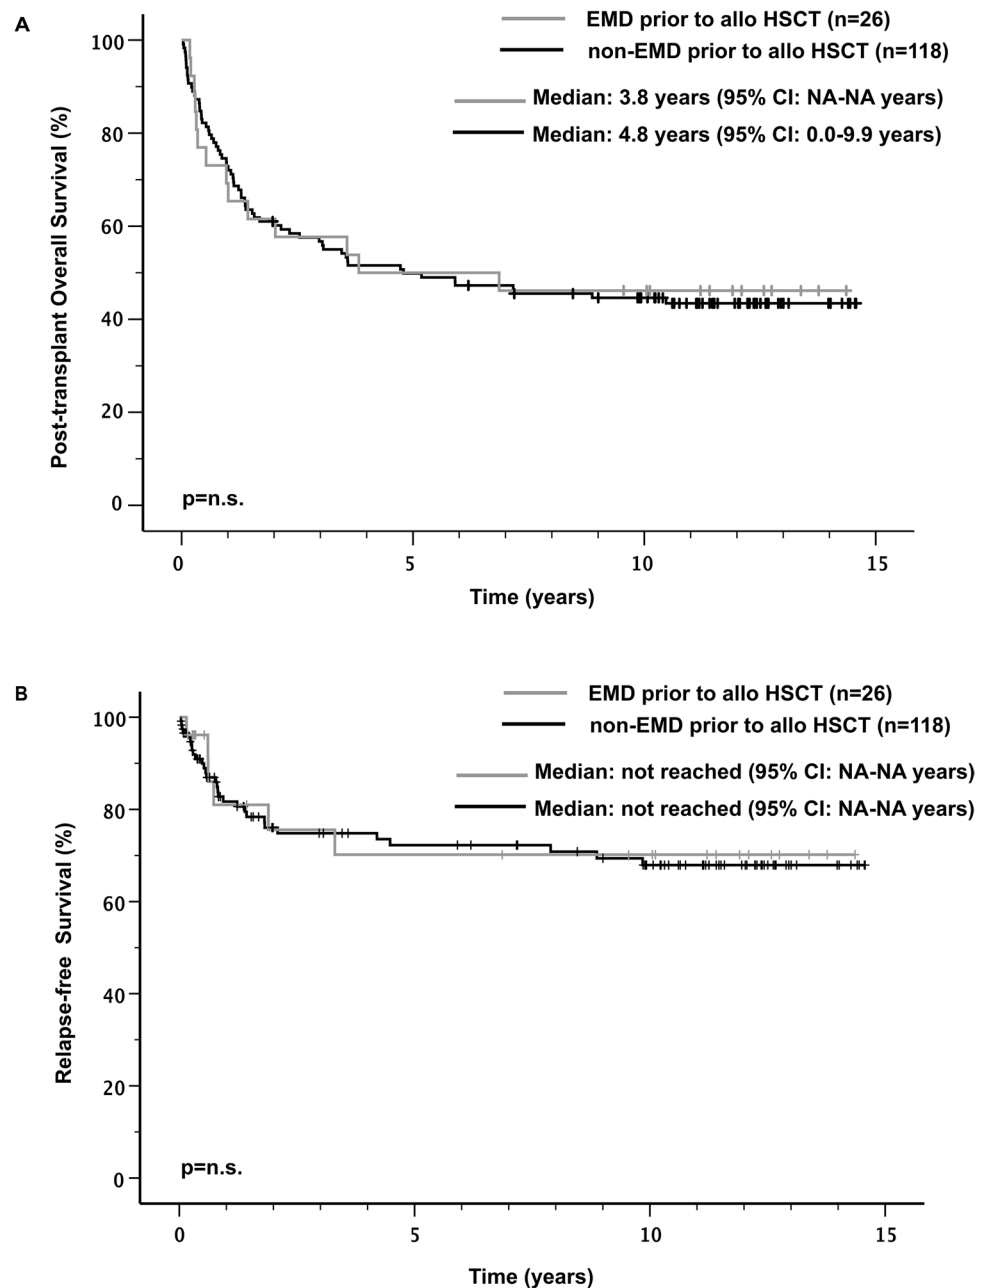 A
EMD prior to allo HSCT (n=26)
non-EMD prior to allo HSCT (n=118)
Median: 3.8 years (95% CI: NA-NA years)
Median: 4.8 years (95% CI: 0.0-9.9 years)
Post-transplant Overall Survival (%)
100
80
60
40
20
0
p=n.s.
0 5 10 15
Time (years)
B
EMD prior to allo HSCT (n=26)
non-EMD prior to allo HSCT (n=118)
Median: not reached (95% CI: NA-NA years)
Median: not reached (95% CI: NA-NA years)
Relapse-free Survival (%)
100
80
60
40
20
0
p=n.s.
0 5 10 15
Time (years)